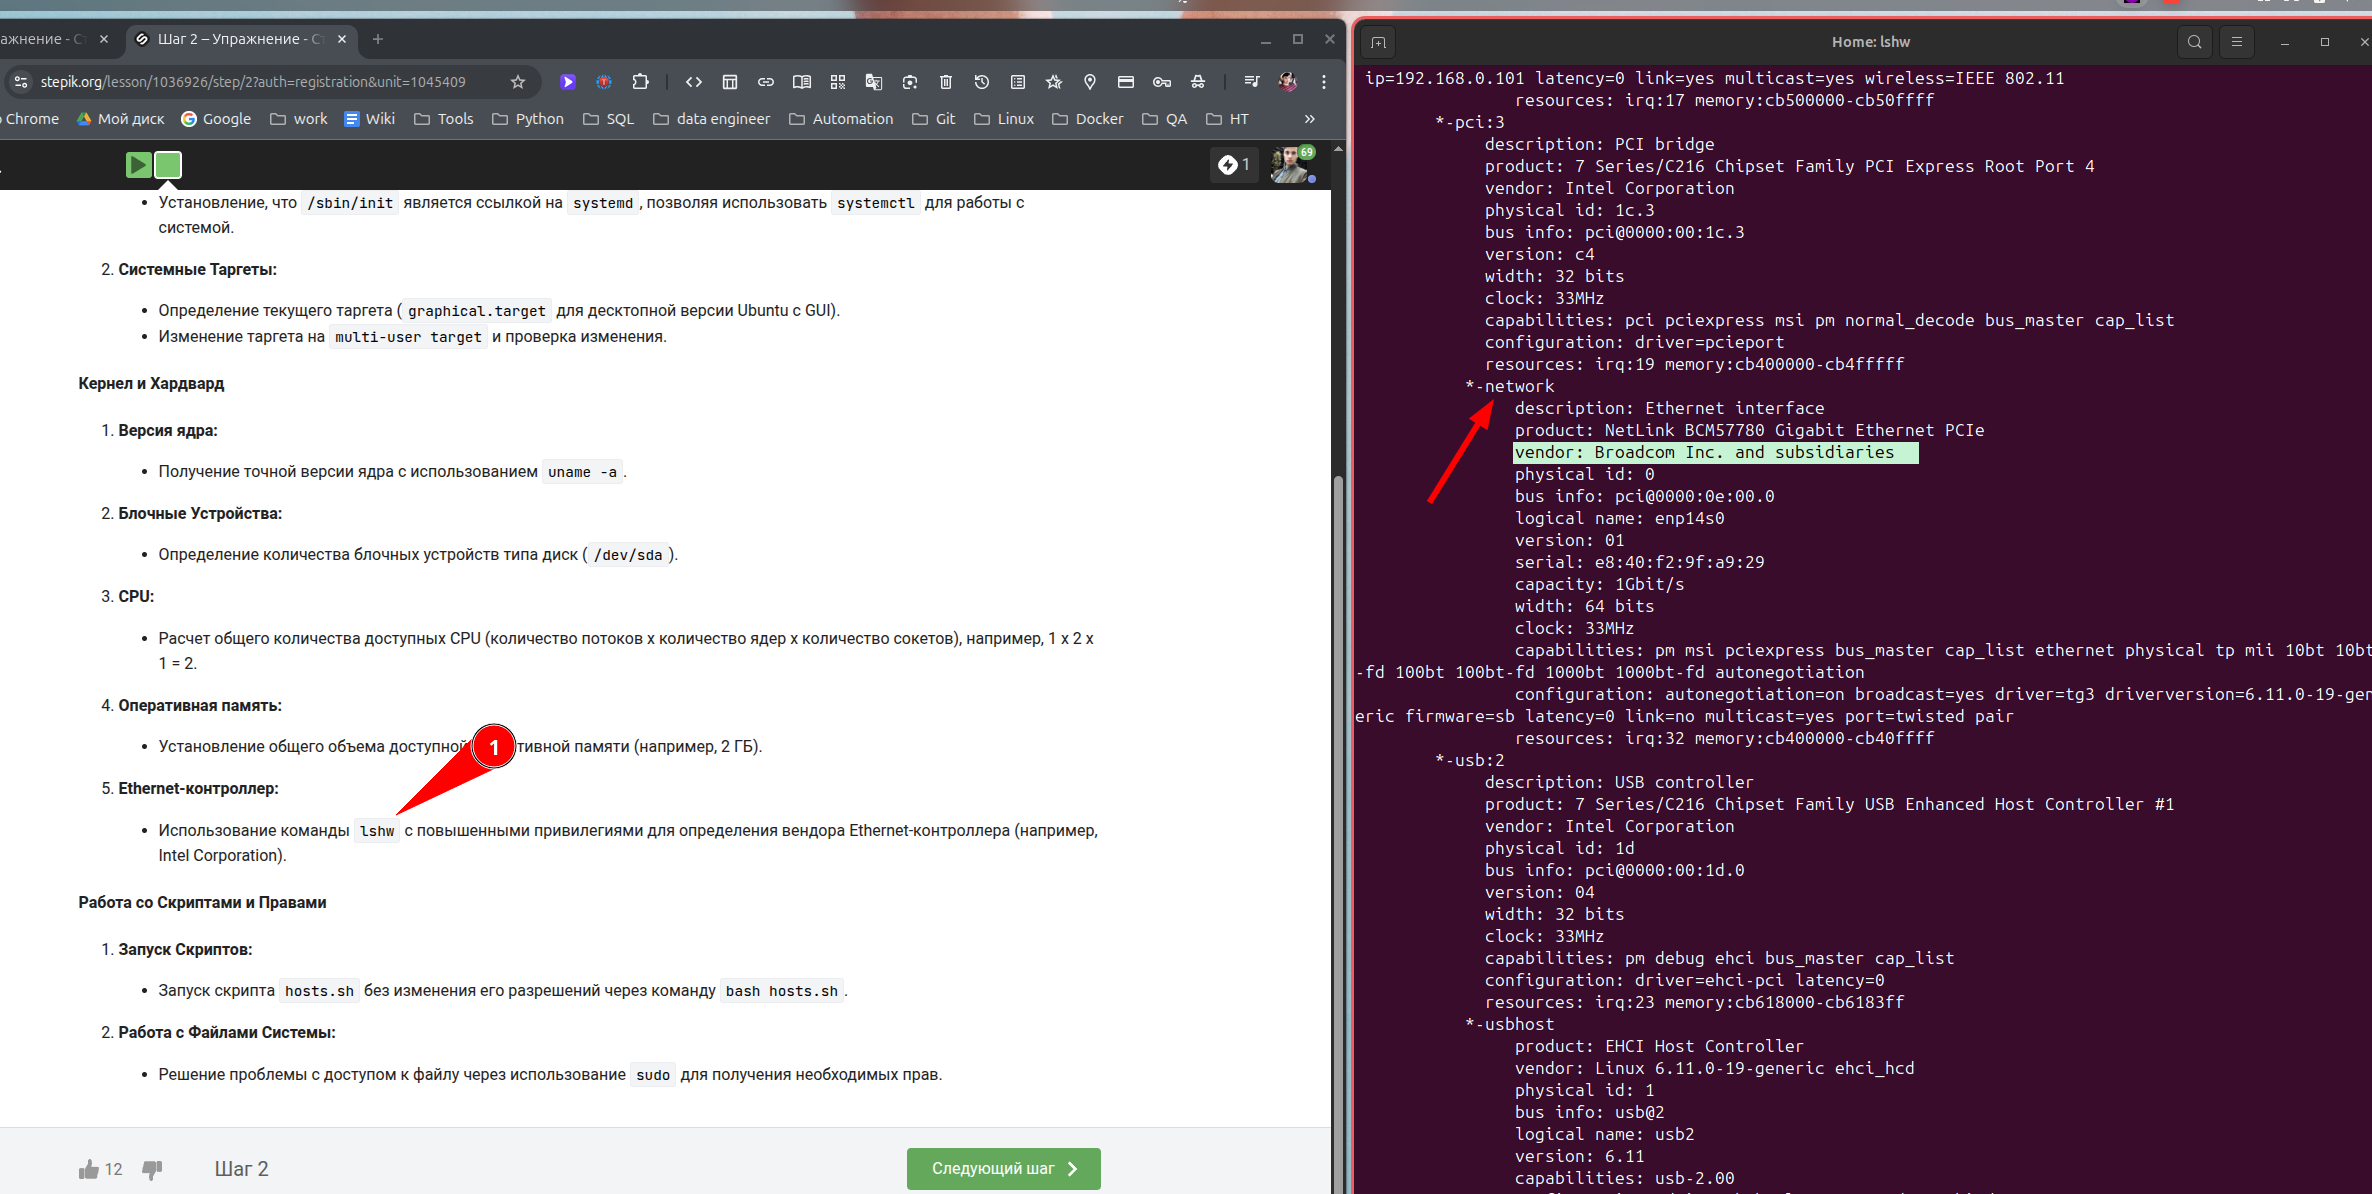 ажнение - С
Шаг 2 – Упражнение - С
stepik.org/lesson/1036926/step/2?auth=registration&unit=1045409
Chrome
Мой диск
Google
work
Wiki
Tools
Python
SQL
data engineer
Automation
Git
Linux
Docker
QA
HT
»
1
69
Установление, что /sbin/init является ссылкой на systemd, позволяя использовать systemctl для работы с
системой.
2. Системные Таргеты:
Определение текущего таргета ( graphical.target для десктопной версии Ubuntu с GUI).
Изменение таргета на multi-user target и проверка изменения.
Кернел и Хардвард
1. Версия ядра:
Получение точной версии ядра с использованием uname -a.
2. Блочные Устройства:
Определение количества блочных устройств типа диск ( /dev/sda ).
3. CPU:
Расчет общего количества доступных CPU (количество потоков x количество ядер x количество сокетов), например, 1 x 2 x
1 = 2.
4. Оперативная память:
Установление общего объема доступной тивной памяти (например, 2 ГБ).
1
5. Ethernet-контроллер:
Использование команды lshw с повышенными привилегиями для определения вендора Ethernet-контроллера (например,
Intel Corporation).
Работа со Скриптами и Правами
1. Запуск Скриптов:
Запуск скрипта hosts.sh без изменения его разрешений через команду bash hosts.sh.
2. Работа с Файлами Системы:
Решение проблемы с доступом к файлу через использование sudo для получения необходимых прав.
12
Шаг 2
Следующий шаг
Home: lshw
ip=192.168.0.101 latency=0 link=yes multicast=yes wireless=IEEE 802.11
resources: irq:17 memory:cb500000-cb50ffff
*-pci:3
description: PCI bridge
product: 7 Series/C216 Chipset Family PCI Express Root Port 4
vendor: Intel Corporation
physical id: 1c.3
bus info: pci@0000:00:1c.3
version: c4
width: 32 bits
clock: 33MHz
capabilities: pci pciexpress msi pm normal_decode bus_master cap_list
configuration: driver=pcieport
resources: irq:19 memory:cb400000-cb4fffff
*-network
description: Ethernet interface
product: NetLink BCM57780 Gigabit Ethernet PCIe
vendor: Broadcom Inc. and subsidiaries
physical id: 0
bus info: pci@0000:0e:00.0
logical name: enp14s0
version: 01
serial: e8:40:f2:9f:a9:29
capacity: 1Gbit/s
width: 64 bits
clock: 33MHz
capabilities: pm msi pciexpress bus_master cap_list ethernet physical tp mii 10bt 10bt
-fd 100bt 100bt-fd 1000bt 1000bt-fd autonegotiation
configuration: autonegotiation=on broadcast=yes driver=tg3 driverversion=6.11.0-19-gen
eric firmware=sb latency=0 link=no multicast=yes port=twisted pair
resources: irq:32 memory:cb400000-cb40ffff
*-usb:2
description: USB controller
product: 7 Series/C216 Chipset Family USB Enhanced Host Controller #1
vendor: Intel Corporation
physical id: 1d
bus info: pci@0000:00:1d.0
version: 04
width: 32 bits
clock: 33MHz
capabilities: pm debug ehci bus_master cap_list
configuration: driver=ehci-pci latency=0
resources: irq:23 memory:cb618000-cb6183ff
*-usbhost
product: EHCI Host Controller
vendor: Linux 6.11.0-19-generic ehci_hcd
physical id: 1
bus info: usb@2
logical name: usb2
version: 6.11
capabilities: usb-2.00